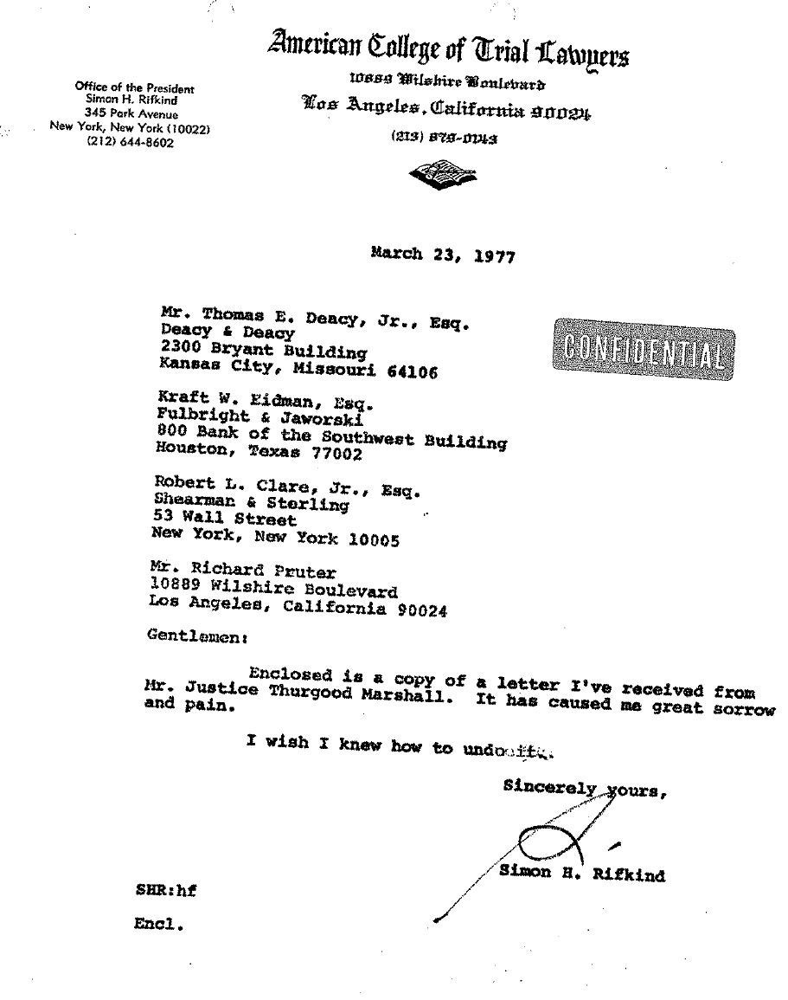 American College of Trial Lawyers
10889 Wilshire Boulevard
Los Angeles, California 90024
(213) 879-0143
Office of the President
Simon H. Rifkind
345 Park Avenue
New York, New York (10022)
(212) 644-8602
March 23, 1977
Mr. Thomas E. Deacy, Jr., Esq.
Deacy & Deacy
2300 Bryant Building
Kansas City, Missouri 64106
CONFIDENTIAL
Kraft W. Eidman, Esq.
Fulbright & Jaworski
800 Bank of the Southwest Building
Houston, Texas 77002
Robert L. Clare, Jr., Esq.
Shearman & Sterling
53 Wall Street
New York, New York 10005
Mr. Richard Pruter
10889 Wilshire Boulevard
Los Angeles, California 90024
Gentlemen:
Enclosed is a copy of a letter I've received from
Mr. Justice Thurgood Marshall. It has caused me great sorrow
and pain.
I wish I knew how to undo it.
Sincerely yours,
Simon H. Rifkind
SHR:hf
Encl.